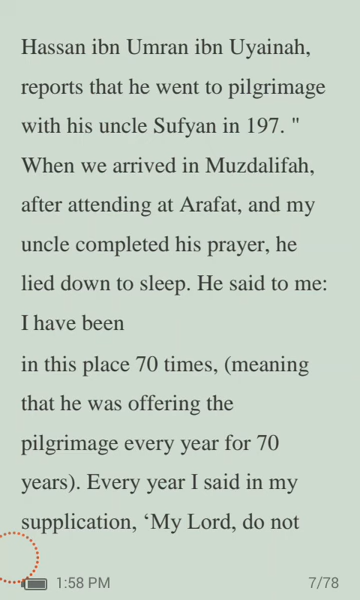 Hassan ibn Umran ibn Uyainah,
reports that he went to pilgrimage
with his uncle Sufyan in 197. "
When we arrived in Muzdalifah,
after attending at Arafat, and my
uncle completed his prayer, he
lied down to sleep. He said to me:
I have been
in this place 70 times, (meaning
that he was offering the
pilgrimage every year for 70
years). Every year I said in my
supplication, ‘My Lord, do not
1:58 PM 7/78